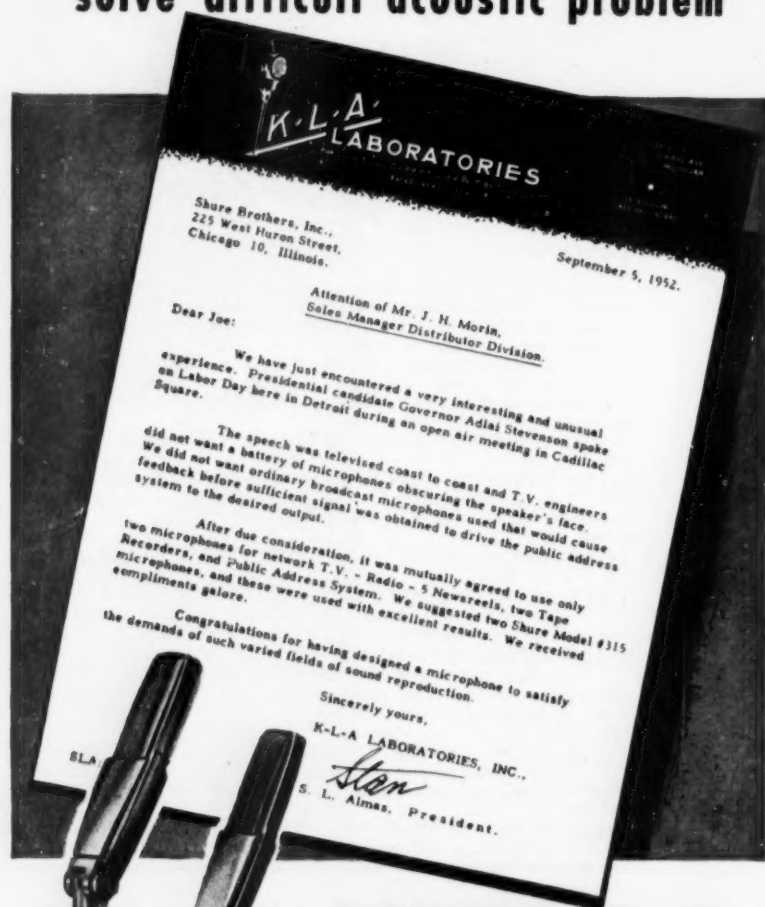 solve difficult acoustic problem
K·L·A·
LABORATORIES
Shure Brothers, Inc.,
225 West Huron Street,
Chicago 10, Illinois.
September 5, 1952.
Attention of Mr. J. H. Morin,
Sales Manager Distributor Division.
Dear Joe:
We have just encountered a very interesting and unusual
experience. Presidential candidate Governor Adlai Stevenson spoke
on Labor Day here in Detroit during an open air meeting in Cadillac
Square.
The speech was televised coast to coast and T.V. engineers
did not want a battery of microphones obscuring the speaker's face.
We did not want ordinary broadcast microphones used that would cause
feedback before sufficient signal was obtained to drive the public address
system to the desired output.
After due consideration, it was mutually agreed to use only
two microphones for network T.V. - Radio - 5 Newsreels, two Tape
Recorders, and Public Address System. We suggested two Shure Model #315
microphones, and these were used with excellent results. We received
compliments galore.
Congratulations for having designed a microphone to satisfy
the demands of such varied fields of sound reproduction.
Sincerely yours,
K-L-A LABORATORIES, INC.,
Stan
S. L. Almas, President.
SLA: